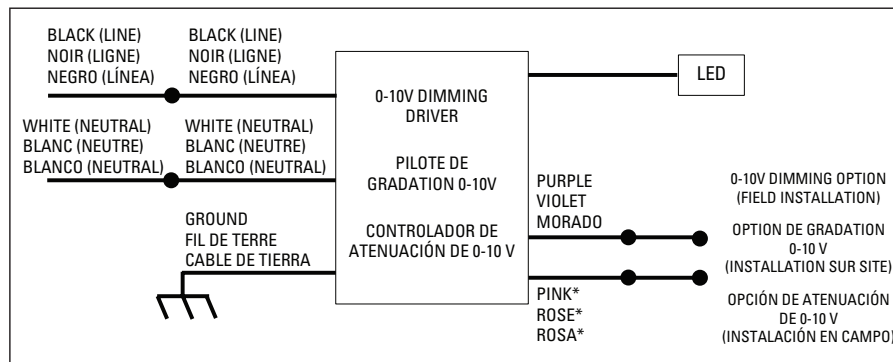 BLACK (LINE)
NOIR (LIGNE)
NEGRO (LÍNEA)
BLACK (LINE)
NOIR (LIGNE)
NEGRO (LÍNEA)
WHITE (NEUTRAL)
BLANC (NEUTRE)
BLANCO (NEUTRAL)
WHITE (NEUTRAL)
BLANC (NEUTRE)
BLANCO (NEUTRAL)
GROUND
FIL DE TERRE
CABLE DE TIERRA
0-10V DIMMING
DRIVER
PILOTE DE
GRADATION 0-10V
CONTROLADOR DE
ATENUACIÓN DE 0-10 V
LED
PURPLE
VIOLET
MORADO
PINK*
ROSE*
ROSA*
0-10V DIMMING OPTION
(FIELD INSTALLATION)
OPTION DE GRADATION
0-10 V
(INSTALLATION SUR SITE)
OPCIÓN DE ATENUACIÓN
DE 0-10 V
(INSTALACIÓN EN CAMPO)